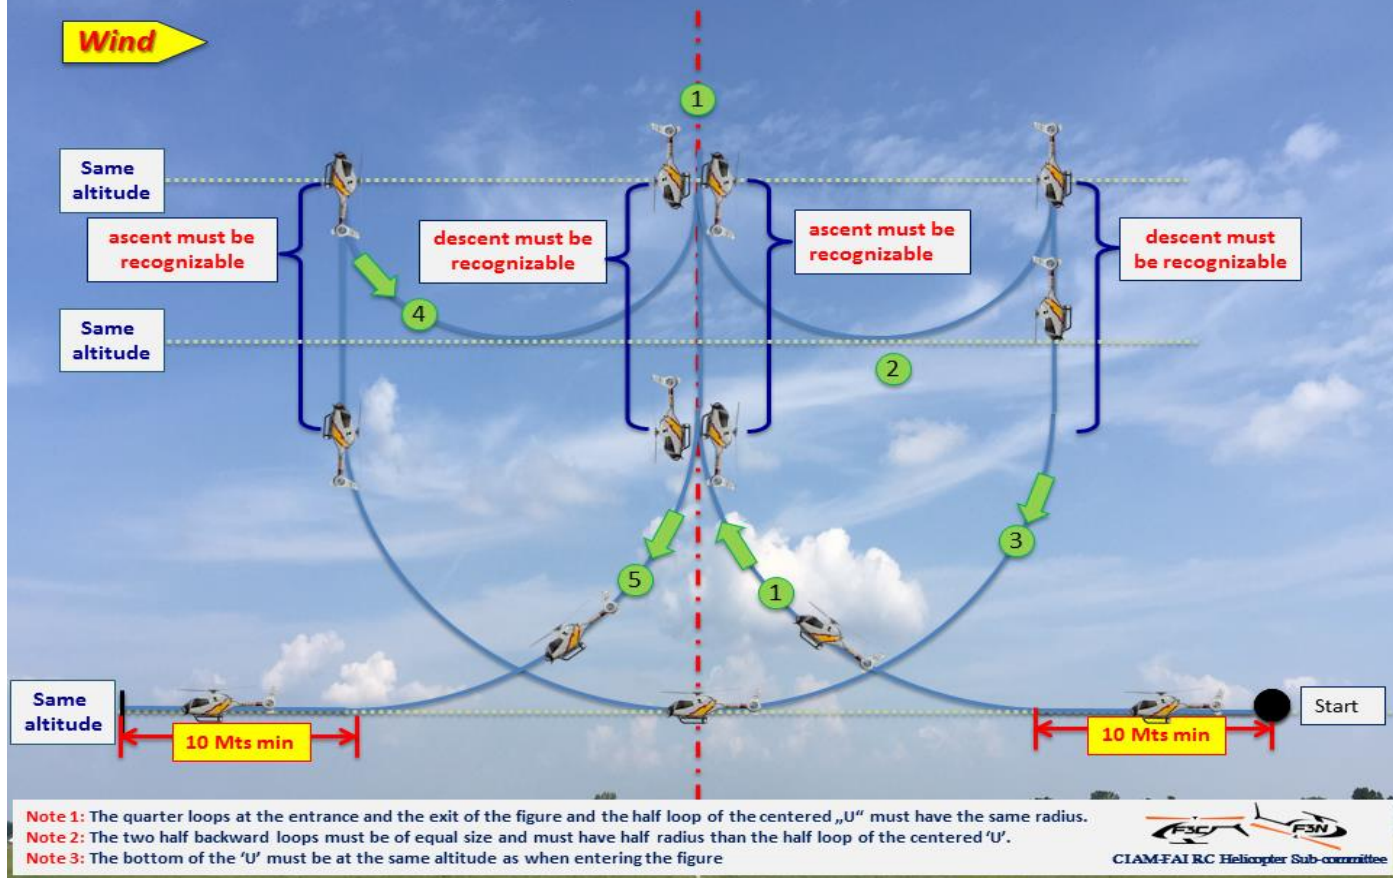 Wind
1
Same
altitude
ascent must be
recognizable
descent must be
recognizable
ascent must be
recognizable
descent must
be recognizable
4
Same
altitude
2
3
5
1
Same
altitude
10 Mts min
10 Mts min
Start
Note 1: The quarter loops at the entrance and the exit of the figure and the half loop of the centered „U“ must have the same radius.
Note 2: The two half backward loops must be of equal size and must have half radius than the half loop of the centered ‘U’.
Note 3: The bottom of the ‘U’ must be at the same altitude as when entering the figure
F3C
F3N
CIAM-FAI RC Helicopter Sub-committee